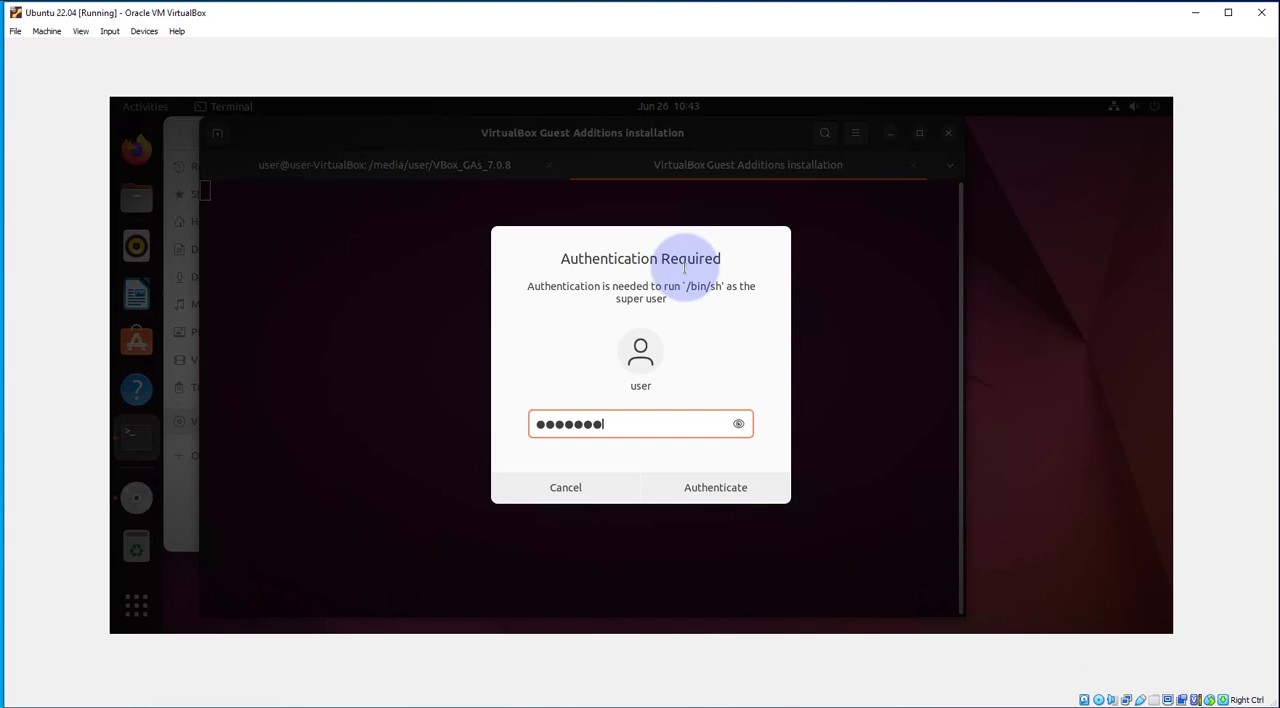 Ubuntu 22.04 [Running] - Oracle VM VirtualBox
File Machine View Input Devices Help
Activities Terminal Jun 26 10:43
VirtualBox Guest Additions installation
user@user-VirtualBox: /media/user/VBox_GAs_7.0.8 VirtualBox Guest Additions installation
Authentication Required
Authentication is needed to run `/bin/sh' as the
super user
user
Cancel Authenticate
Right Ctrl